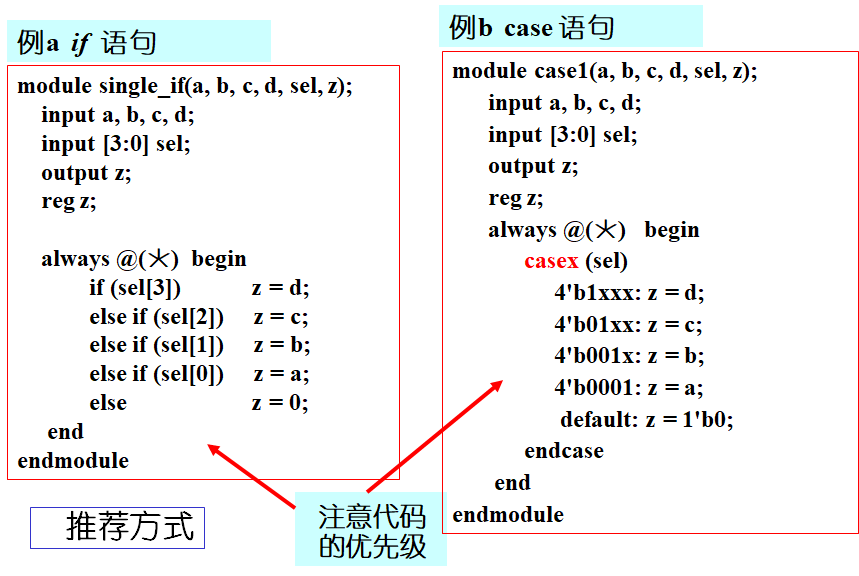 例a if 语句
module single_if(a, b, c, d, sel, z);
input a, b, c, d;
input [3:0] sel;
output z;
reg z;
always @(*) begin
if (sel[3]) z = d;
else if (sel[2]) z = c;
else if (sel[1]) z = b;
else if (sel[0]) z = a;
else z = 0;
end
endmodule
推荐方式
例b case 语句
module case1(a, b, c, d, sel, z);
input a, b, c, d;
input [3:0] sel;
output z;
reg z;
always @(*) begin
casex (sel)
4'b1xxx: z = d;
4'b01xx: z = c;
4'b001x: z = b;
4'b0001: z = a;
default: z = 1'b0;
endcase
end
endmodule
注意代码
的优先级